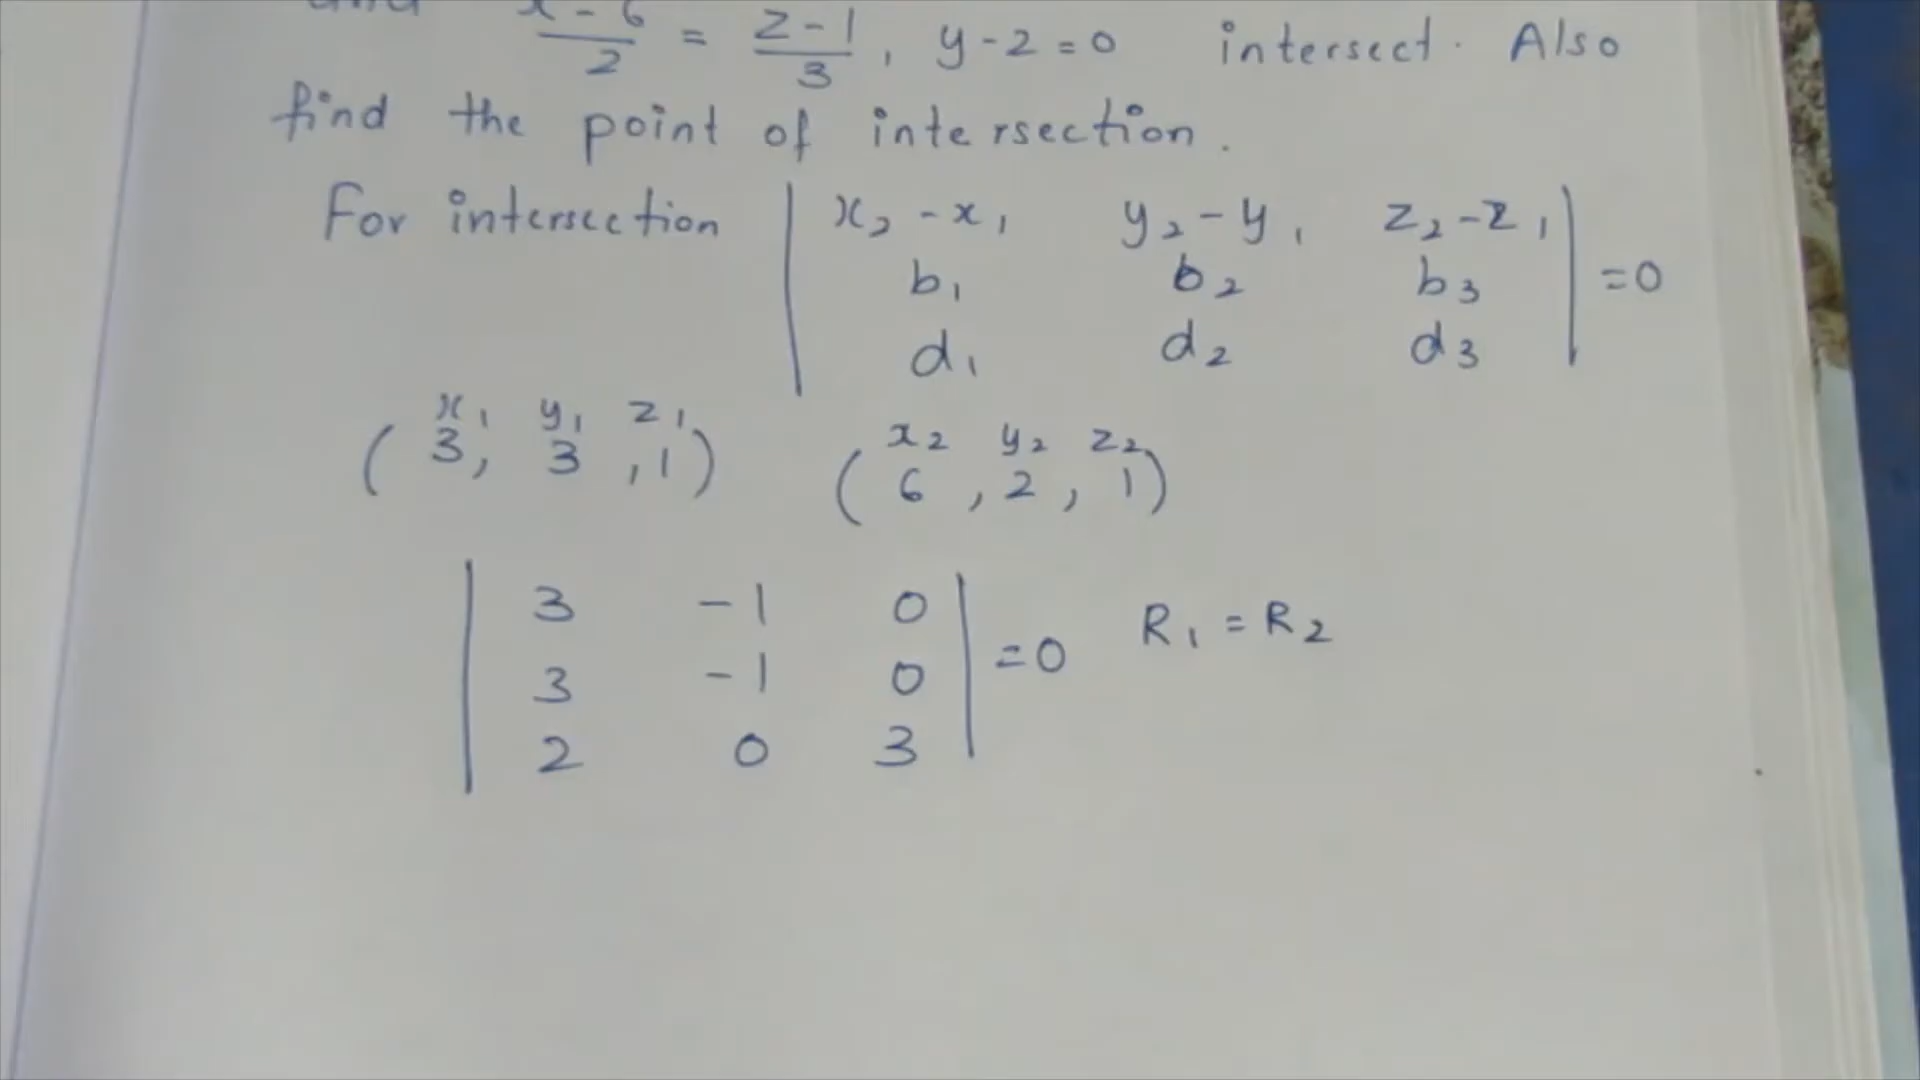 x-6/2 = z-1/3 , y-2=0 intersect. Also
find the point of intersection.
For intersection | x₂-x₁ y₂-y₁ z₂-z₁ |
| b₁ b₂ b₃ | =0
| d₁ d₂ d₃ |
x₁ y₁ z₁ x₂ y₂ z₂
(3, 3, 1) (6, 2, 1)
| 3 -1 0 | R₁ = R₂
| 3 -1 0 | =0
| 2 0 3 |